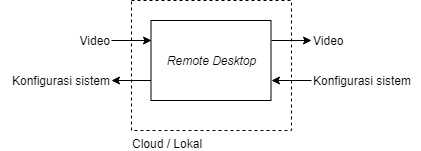 Video
Video
Remote Desktop
Konfigurasi sistem
Konfigurasi sistem
Cloud / Lokal